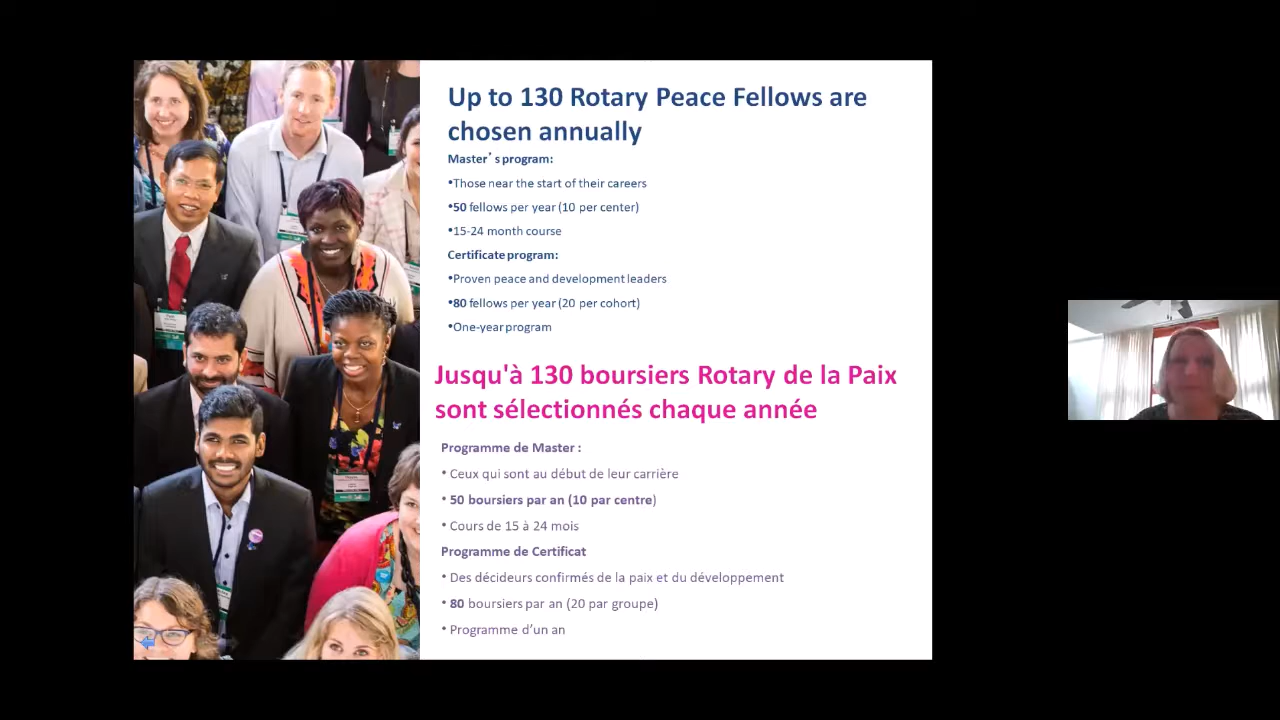 Up to 130 Rotary Peace Fellows are
chosen annually
Master's program:
•Those near the start of their careers
•50 fellows per year (10 per center)
•15-24 month course
Certificate program:
•Proven peace and development leaders
•80 fellows per year (20 per cohort)
•One-year program
Jusqu'à 130 boursiers Rotary de la Paix
sont sélectionnés chaque année
Programme de Master :
• Ceux qui sont au début de leur carrière
• 50 boursiers par an (10 par centre)
• Cours de 15 à 24 mois
Programme de Certificat
• Des décideurs confirmés de la paix et du développement
• 80 boursiers par an (20 par groupe)
• Programme d’un an